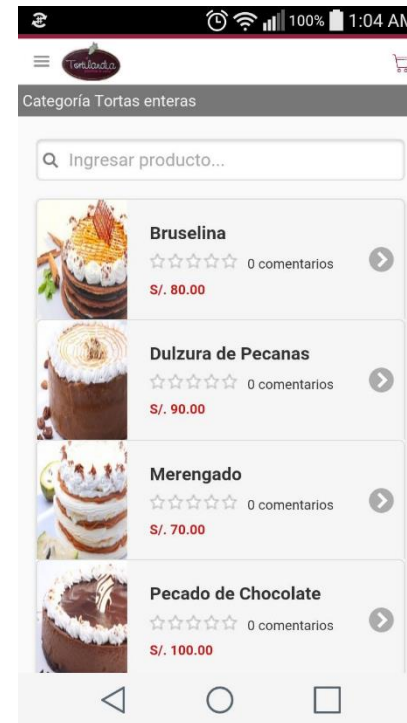 100% 1:04 AM
Tortilandia
Categoría Tortas enteras
Ingresar producto...
Bruselina
0 comentarios
S/. 80.00
Dulzura de Pecanas
0 comentarios
S/. 90.00
Merengado
0 comentarios
S/. 70.00
Pecado de Chocolate
0 comentarios
S/. 100.00